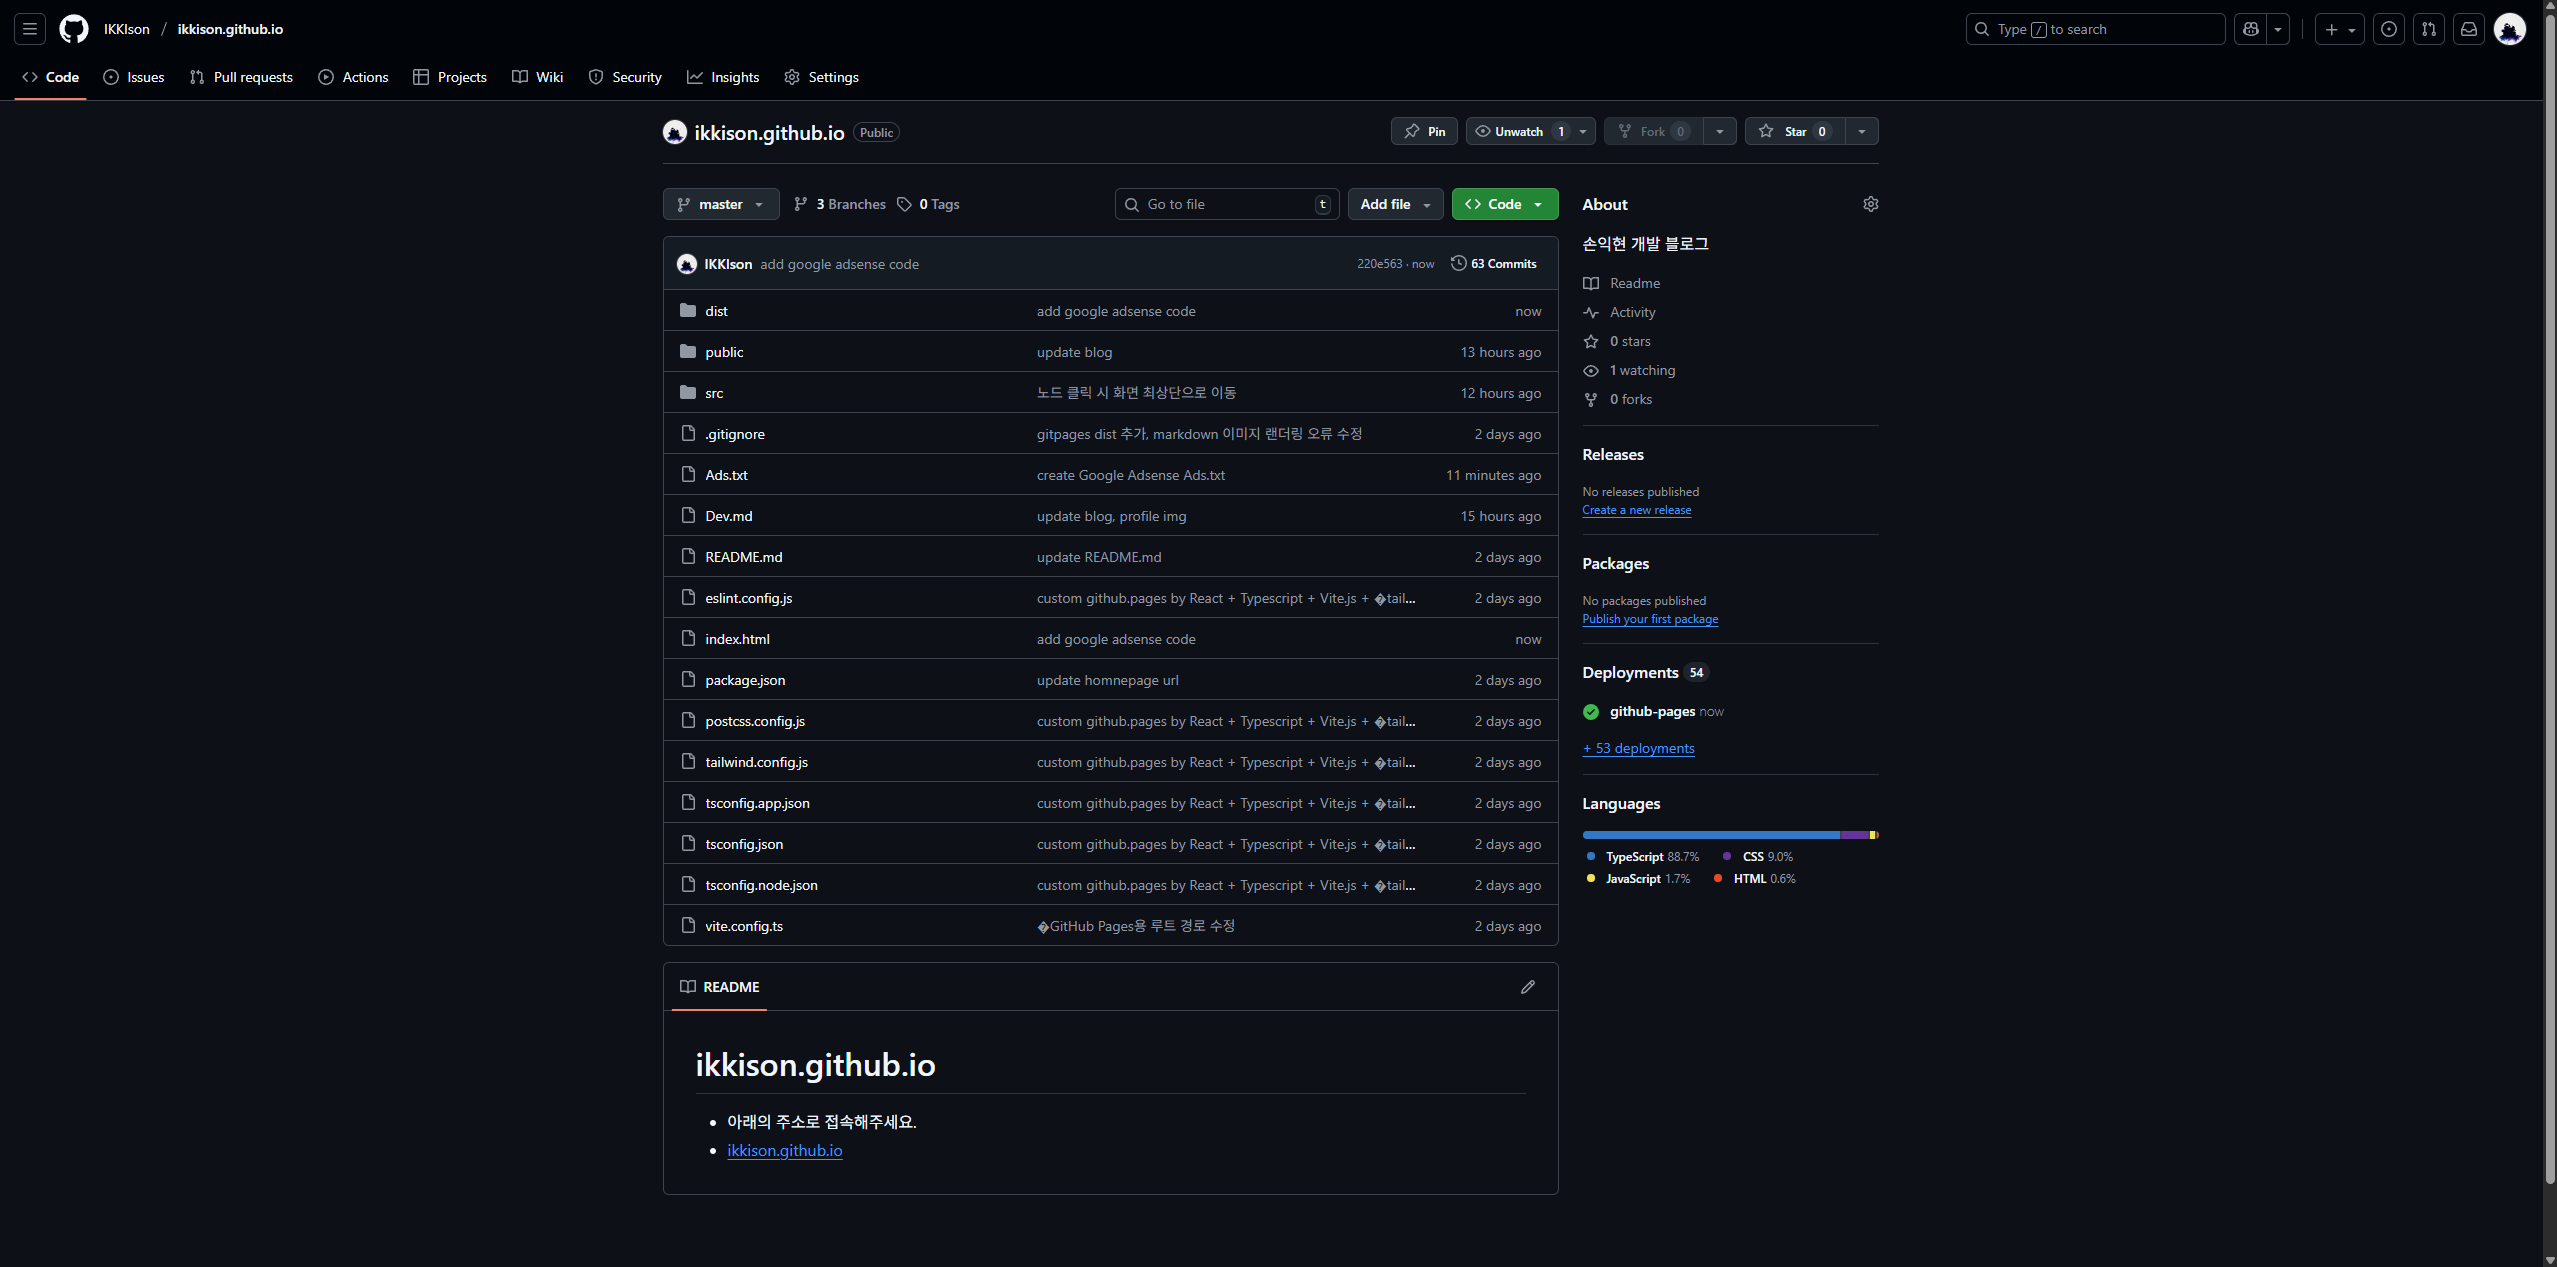 IKKIson / ikkison.github.io
Type / to search
Code Issues Pull requests Actions Projects Wiki Security Insights Settings
ikkison.github.io Public
Pin Unwatch 1 Fork 0 Star 0
master 3 Branches 0 Tags Go to file t Add file Code
IKKIson add google adsense code 220e563 · now 63 Commits
dist add google adsense code now
public update blog 13 hours ago
src 노드 클릭 시 화면 최상단으로 이동 12 hours ago
.gitignore gitpages dist 추가, markdown 이미지 랜더링 오류 수정 2 days ago
Ads.txt create Google Adsense Ads.txt 11 minutes ago
Dev.md update blog, profile img 15 hours ago
README.md update README.md 2 days ago
eslint.config.js custom github.pages by React + Typescript + Vite.js + �tail... 2 days ago
index.html add google adsense code now
package.json update homnepage url 2 days ago
postcss.config.js custom github.pages by React + Typescript + Vite.js + �tail... 2 days ago
tailwind.config.js custom github.pages by React + Typescript + Vite.js + �tail... 2 days ago
tsconfig.app.json custom github.pages by React + Typescript + Vite.js + �tail... 2 days ago
tsconfig.json custom github.pages by React + Typescript + Vite.js + �tail... 2 days ago
tsconfig.node.json custom github.pages by React + Typescript + Vite.js + �tail... 2 days ago
vite.config.ts �GitHub Pages용 루트 경로 수정 2 days ago
README
ikkison.github.io
• 아래의 주소로 접속해주세요.
• ikkison.github.io
About
손익현 개발 블로그
Readme
Activity
0 stars
1 watching
0 forks
Releases
No releases published
Create a new release
Packages
No packages published
Publish your first package
Deployments 54
github-pages now
+ 53 deployments
Languages
TypeScript 88.7% CSS 9.0%
JavaScript 1.7% HTML 0.6%